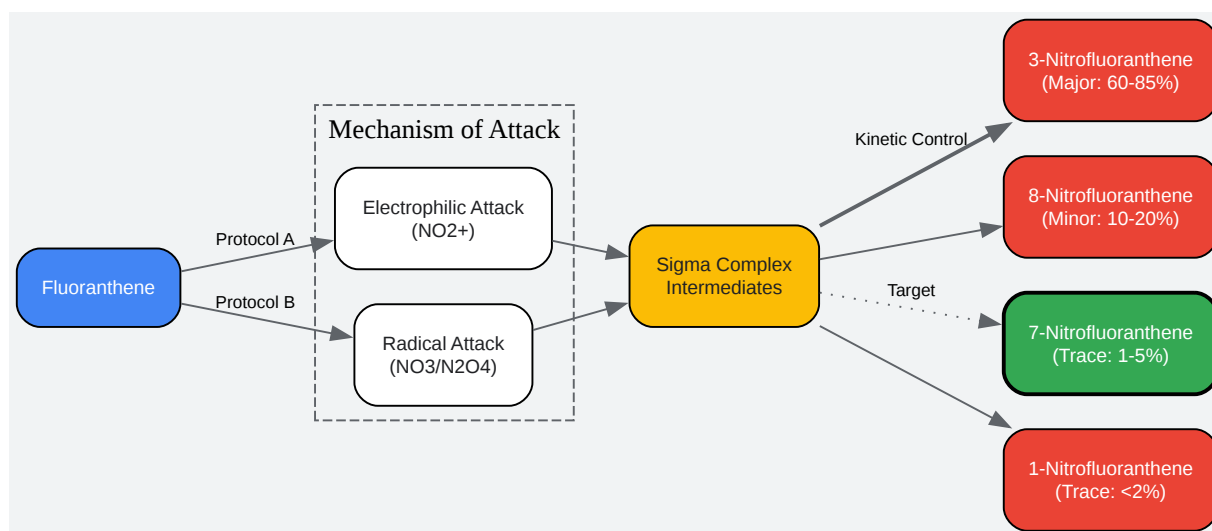 Fluoranthene
Protocol A
Protocol B
Mechanism of Attack
Electrophilic Attack
(NO2+)
Radical Attack
(NO3/N2O4)
Sigma Complex
Intermediates
Kinetic Control
Target
3-Nitrofluoranthene
(Major: 60-85%)
8-Nitrofluoranthene
(Minor: 10-20%)
7-Nitrofluoranthene
(Trace: 1-5%)
1-Nitrofluoranthene
(Trace: <2%)